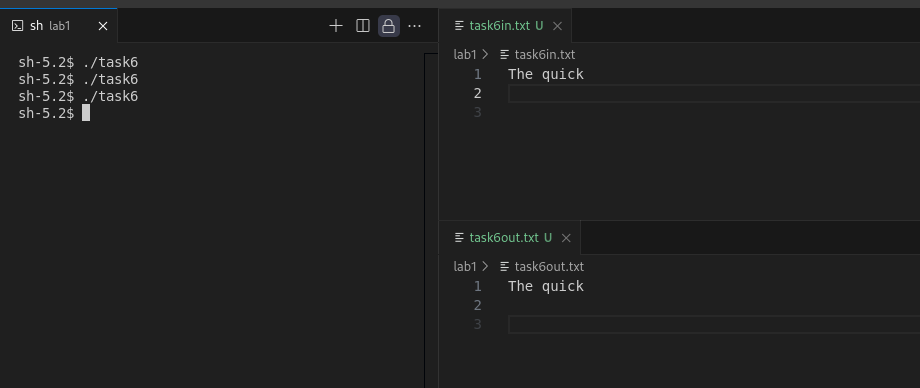 sh lab1
sh-5.2$ ./task6
sh-5.2$ ./task6
sh-5.2$ ./task6
sh-5.2$
task6in.txt U
lab1 > task6in.txt
1 The quick
2
3
task6out.txt U
lab1 > task6out.txt
1 The quick
2
3